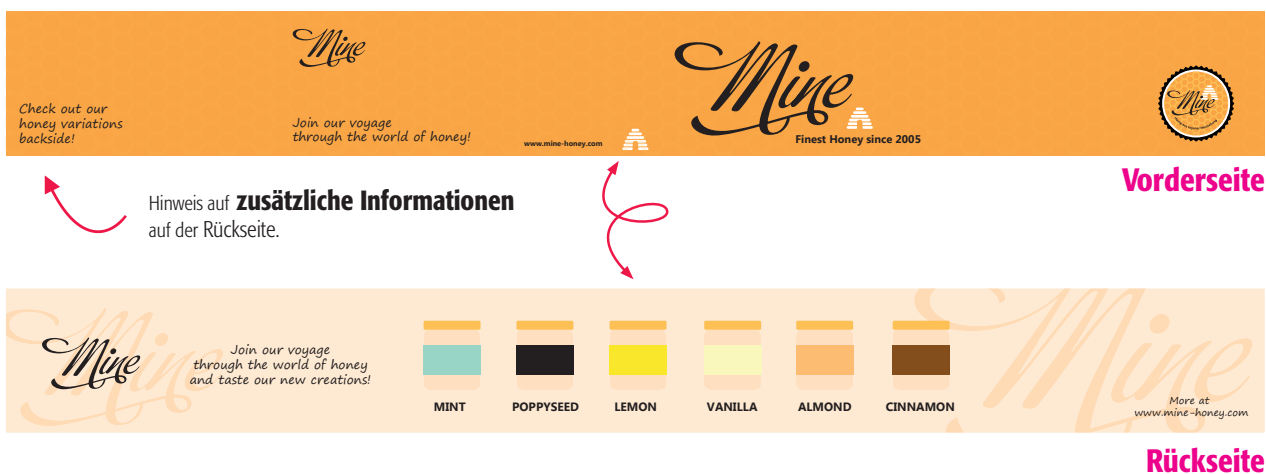 Mine
Check out our
honey variations
backside!
Join our voyage
through the world of honey!
www.mine-honey.com
Mine
Finest Honey since 2005
Mine
Vorderseite
Hinweis auf zusätzliche Informationen
auf der Rückseite.
Mine
Mine
Join our voyage
through the world of honey
and taste our new creations!
MINT
POPPYSEED
LEMON
VANILLA
ALMOND
CINNAMON
Mine
More at
www.mine-honey.com
Rückseite